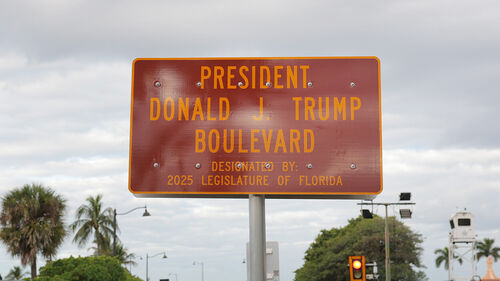 PRESIDENT
DONALD J. TRUMP
BOULEVARD
DESIGNATED BY:
2025 LEGISLATURE OF FLORIDA